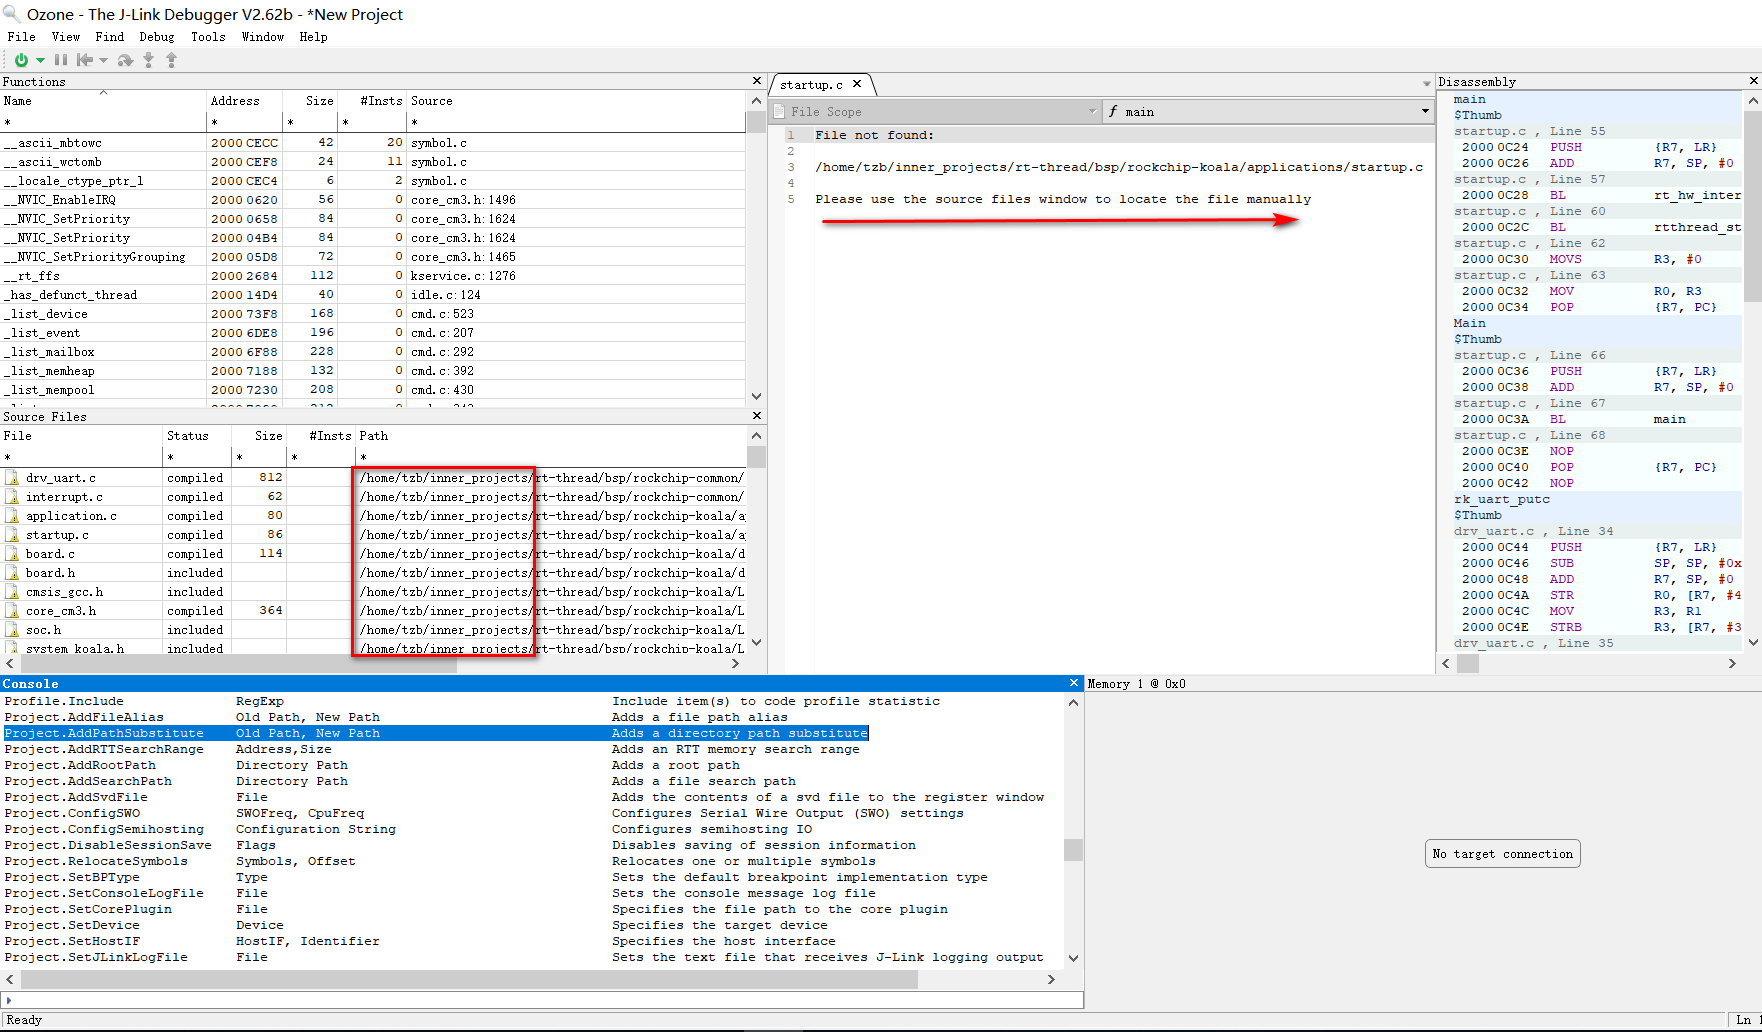 Ozone - The J-Link Debugger V2.62b - *New Project
File View Find Debug Tools Window Help
Functions
Name Address Size #Insts Source
* * * * *
__ascii_mbtowc 2000 CECC 42 20 symbol.c
__ascii_wctomb 2000 CEF8 24 11 symbol.c
__locale_ctype_ptr_l 2000 CEC4 6 2 symbol.c
__NVIC_EnableIRQ 2000 0620 56 0 core_cm3.h:1496
__NVIC_SetPriority 2000 0658 84 0 core_cm3.h:1624
__NVIC_SetPriority 2000 04B4 84 0 core_cm3.h:1624
__NVIC_SetPriorityGrouping 2000 05D8 72 0 core_cm3.h:1465
__rt_ffs 2000 2684 112 0 kservice.c:1276
_has_defunct_thread 2000 14D4 40 0 idle.c:124
_list_device 2000 73F8 168 0 cmd.c:523
_list_event 2000 6DE8 196 0 cmd.c:207
_list_mailbox 2000 6F88 228 0 cmd.c:292
_list_memheap 2000 7188 132 0 cmd.c:392
_list_mempool 2000 7230 208 0 cmd.c:430
Source Files
File Status Size #Insts Path
* * * * *
drv_uart.c compiled 812 /home/tzb/inner_projects/rt-thread/bsp/rockchip-common/
interrupt.c compiled 62 /home/tzb/inner_projects/rt-thread/bsp/rockchip-common/
application.c compiled 80 /home/tzb/inner_projects/rt-thread/bsp/rockchip-koala/a
startup.c compiled 86 /home/tzb/inner_projects/rt-thread/bsp/rockchip-koala/a
board.c compiled 114 /home/tzb/inner_projects/rt-thread/bsp/rockchip-koala/d
board.h included /home/tzb/inner_projects/rt-thread/bsp/rockchip-koala/d
cmsis_gcc.h included /home/tzb/inner_projects/rt-thread/bsp/rockchip-koala/L
core_cm3.h compiled 364 /home/tzb/inner_projects/rt-thread/bsp/rockchip-koala/L
soc.h included /home/tzb/inner_projects/rt-thread/bsp/rockchip-koala/L
system_koala.h included /home/tzb/inner_projects/rt-thread/bsp/rockchip-koala/L
startup.c
File Scope
f main
1 File not found:
2
3 /home/tzb/inner_projects/rt-thread/bsp/rockchip-koala/applications/startup.c
4
5 Please use the source files window to locate the file manually
Disassembly
main
$Thumb
startup.c , Line 55
2000 0C24 PUSH {R7, LR}
2000 0C26 ADD R7, SP, #0
startup.c , Line 57
2000 0C28 BL rt_hw_inter
startup.c , Line 60
2000 0C2C BL rtthread_st
startup.c , Line 62
2000 0C30 MOVS R3, #0
startup.c , Line 63
2000 0C32 MOV R0, R3
2000 0C34 POP {R7, PC}
Main
$Thumb
startup.c , Line 66
2000 0C36 PUSH {R7, LR}
2000 0C38 ADD R7, SP, #0
startup.c , Line 67
2000 0C3A BL main
startup.c , Line 68
2000 0C3E NOP
2000 0C40 POP {R7, PC}
2000 0C42 NOP
rk_uart_putc
$Thumb
drv_uart.c , Line 34
2000 0C44 PUSH {R7, LR}
2000 0C46 SUB SP, SP, #0x
2000 0C48 ADD R7, SP, #0
2000 0C4A STR R0, [R7, #4
2000 0C4C MOV R3, R1
2000 0C4E STRB R3, [R7, #3
drv_uart.c , Line 35
Console
Profile.Include RegExp Include item(s) to code profile statistic
Project.AddFileAlias Old Path, New Path Adds a file path alias
Project.AddPathSubstitute Old Path, New Path Adds a directory path substitute
Project.AddRTTSearchRange Address,Size Adds an RTT memory search range
Project.AddRootPath Directory Path Adds a root path
Project.AddSearchPath Directory Path Adds a file search path
Project.AddSvdFile File Adds the contents of a svd file to the register window
Project.ConfigSWO SWOFreq, CpuFreq Configures Serial Wire Output (SWO) settings
Project.ConfigSemihosting Configuration String Configures semihosting IO
Project.DisableSessionSave Flags Disables saving of session information
Project.RelocateSymbols Symbols, Offset Relocates one or multiple symbols
Project.SetBPType Type Sets the default breakpoint implementation type
Project.SetConsoleLogFile File Sets the console message log file
Project.SetCorePlugin File Specifies the file path to the core plugin
Project.SetDevice Device Specifies the target device
Project.SetHostIF HostIF, Identifier Specifies the host interface
Project.SetJLinkLogFile File Sets the text file that receives J-Link logging output
Memory 1 @ 0x0
No target connection
Ready
Ln